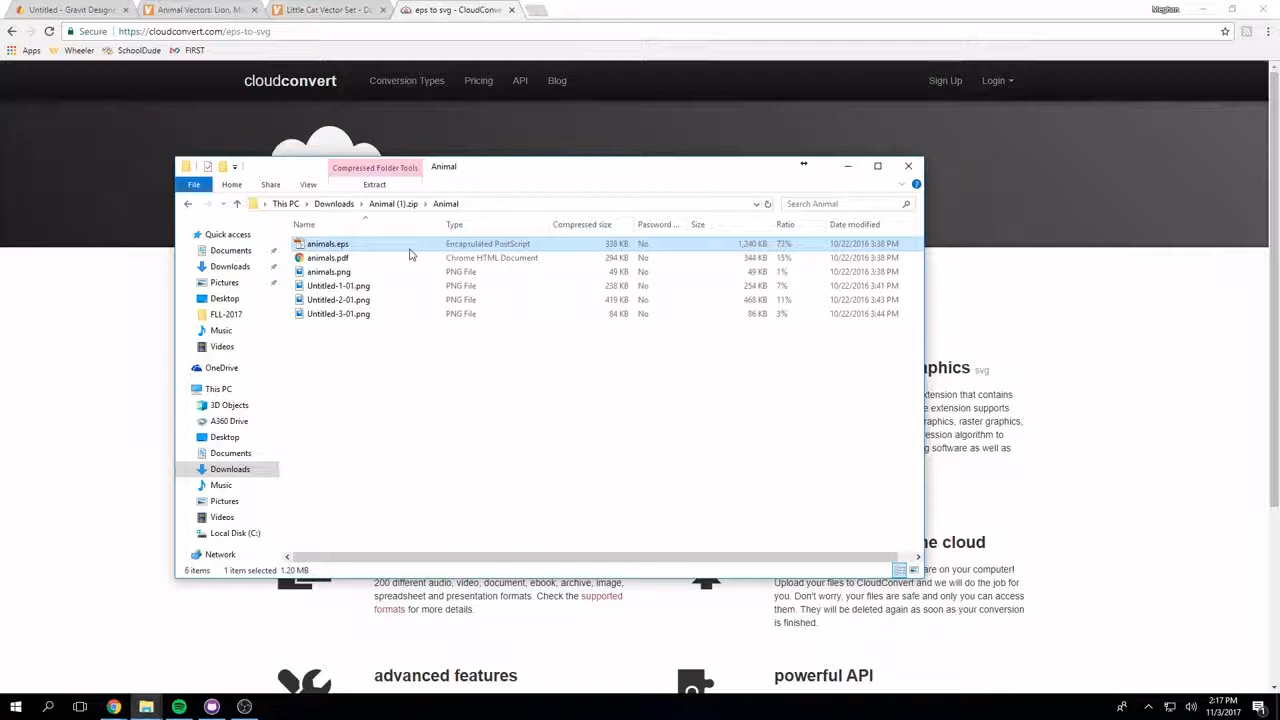 Untitled - Gravit Design
Animal Vectors: Lion, M
Little Cat Vector Set - D
eps to svg - CloudConve
Meghan
Secure
https://cloudconvert.com/eps-to-svg
Apps
Wheeler
SchoolDude
FIRST
cloudconvert
Conversion Types
Pricing
API
Blog
Sign Up
Login
Compressed Folder Tools
Animal
File
Home
Share
View
Extract
This PC > Downloads > Animal (1).zip > Animal
Search Animal
Name
Type
Compressed size
Password ...
Size
Ratio
Date modified
animals.eps Encapsulated PostScript 338 KB No 1,240 KB 73% 10/22/2016 3:38 PM
animals.pdf Chrome HTML Document 294 KB No 344 KB 15% 10/22/2016 3:38 PM
animals.png PNG File 49 KB No 49 KB 1% 10/22/2016 3:38 PM
Untitled-1-01.png PNG File 238 KB No 254 KB 7% 10/22/2016 3:41 PM
Untitled-2-01.png PNG File 419 KB No 468 KB 11% 10/22/2016 3:43 PM
Untitled-3-01.png PNG File 84 KB No 86 KB 3% 10/22/2016 3:44 PM
Quick access
Documents
Downloads
Pictures
Desktop
FLL-2017
Music
Videos
OneDrive
This PC
3D Objects
A360 Drive
Desktop
Documents
Downloads
Music
Pictures
Videos
Local Disk (C:)
Network
6 items
1 item selected 1.20 MB
aphics svg
xtension that contains
e extension supports
graphics, raster graphics,
ession algorithm to
g software as well as
he cloud
200 different audio, video, document, ebook, archive, image,
spreadsheet and presentation formats. Check the supported
formats for more details.
are on your computer!
Upload your files to CloudConvert and we will do the job for
you. Don't worry, your files are safe and only you can access
them. They will be deleted again as soon as your conversion
is finished.
advanced features
powerful API
2:17 PM
11/3/2017